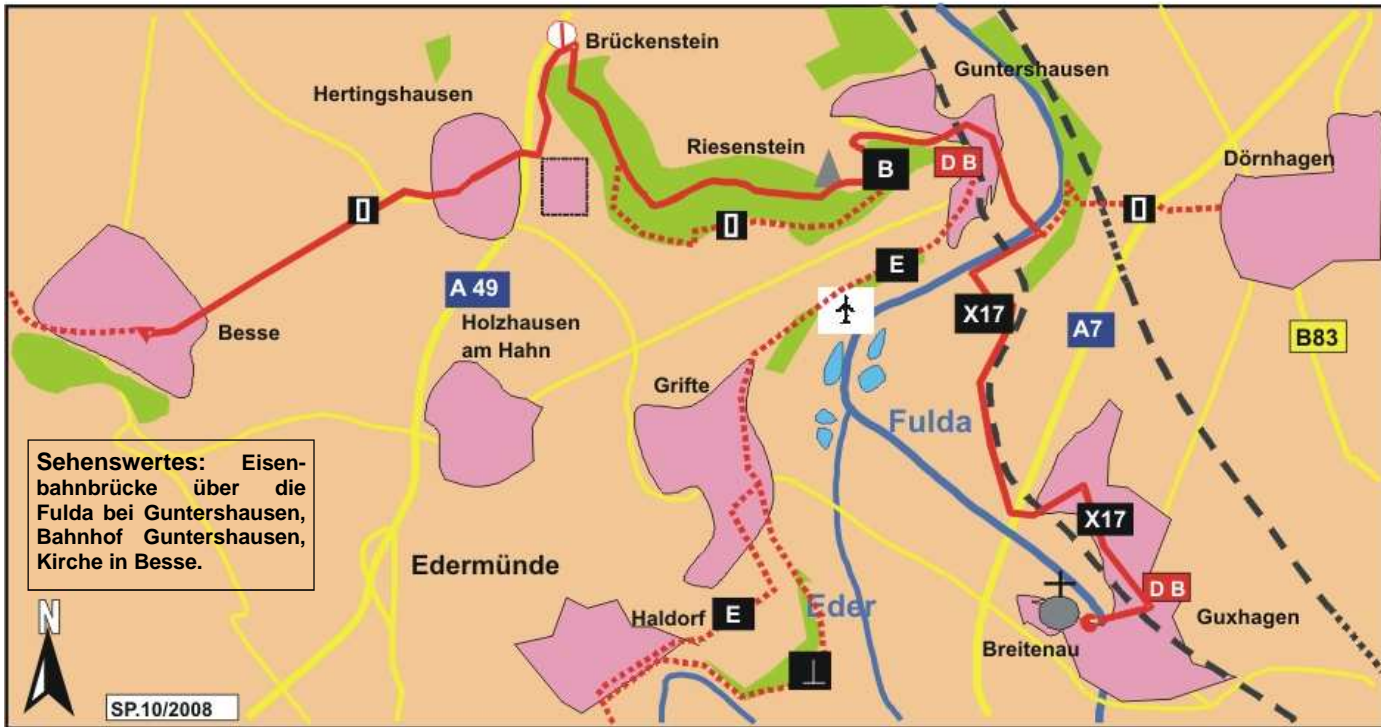 Brückenstein
Guntershausen
Hertingshausen
Riesenstein
D B
Dörnhagen
B
E
A 49
X17
A7
B83
Besse
Holzhausen
am Hahn
Grifte
Fulda
Sehenswertes: Eisen-
bahnbrücke über die
Fulda bei Guntershausen,
Bahnhof Guntershausen,
Kirche in Besse.
X17
Edermünde
D B
Eder
Haldorf
E
Guxhagen
Breitenau
N
SP.10/2008